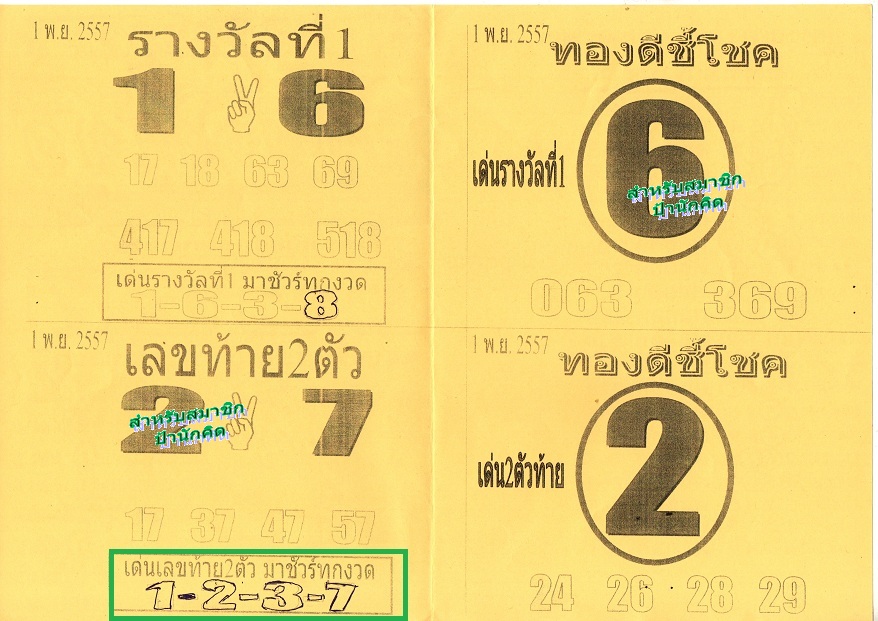 1 พ.ย. 2557
รางวัลที่1
1 6
17 18 63 69
417 418 518
เด่นรางวัลที่1 มาชัวร์ทุกงวด
1-6-3-8
1 พ.ย. 2557
ทองดีชี้โชค
เด่นรางวัลที่1
6
สำหรับสมาชิก
ป๋านักคิด
063 369
1 พ.ย. 2557
เลขท้าย2ตัว
2 7
สำหรับสมาชิก
ป๋านักคิด
17 37 47 57
เด่นเลขท้าย2ตัว มาชัวร์ทุกงวด
1-2-3-7
1 พ.ย. 2557
ทองดีชี้โชค
เด่น2ตัวท้าย
2
24 26 28 29